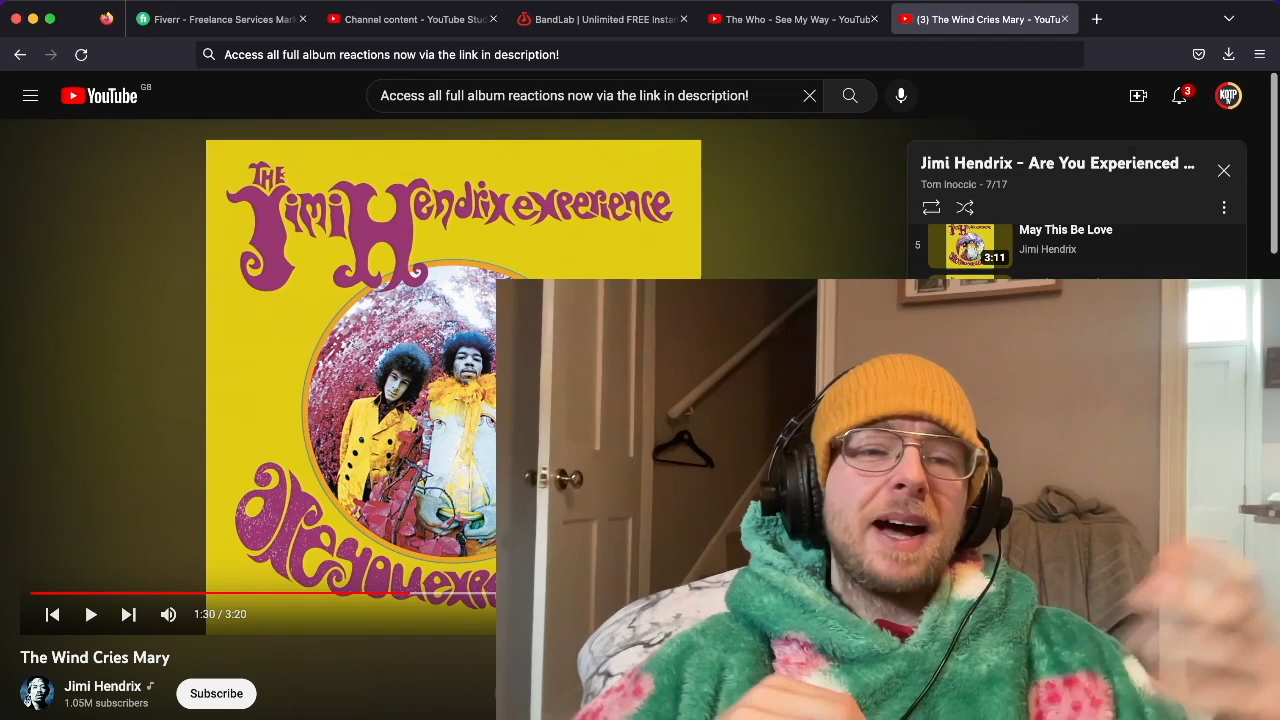 Fiverr - Freelance Services Mark
Channel content - YouTube Stud
BandLab | Unlimited FREE Instan
The Who - See My Way - YouTub
(3) The Wind Cries Mary - YouTu
Access all full album reactions now via the link in description!
YouTube GB
Access all full album reactions now via the link in description!
3
KOTP
Jimi Hendrix - Are You Experienced ...
Tom Inoccic - 7/17
5
May This Be Love
Jimi Hendrix
3:11
THE
Jimi Hendrix experience
are you expe
1:30 / 3:20
The Wind Cries Mary
Jimi Hendrix
1.05M subscribers
Subscribe